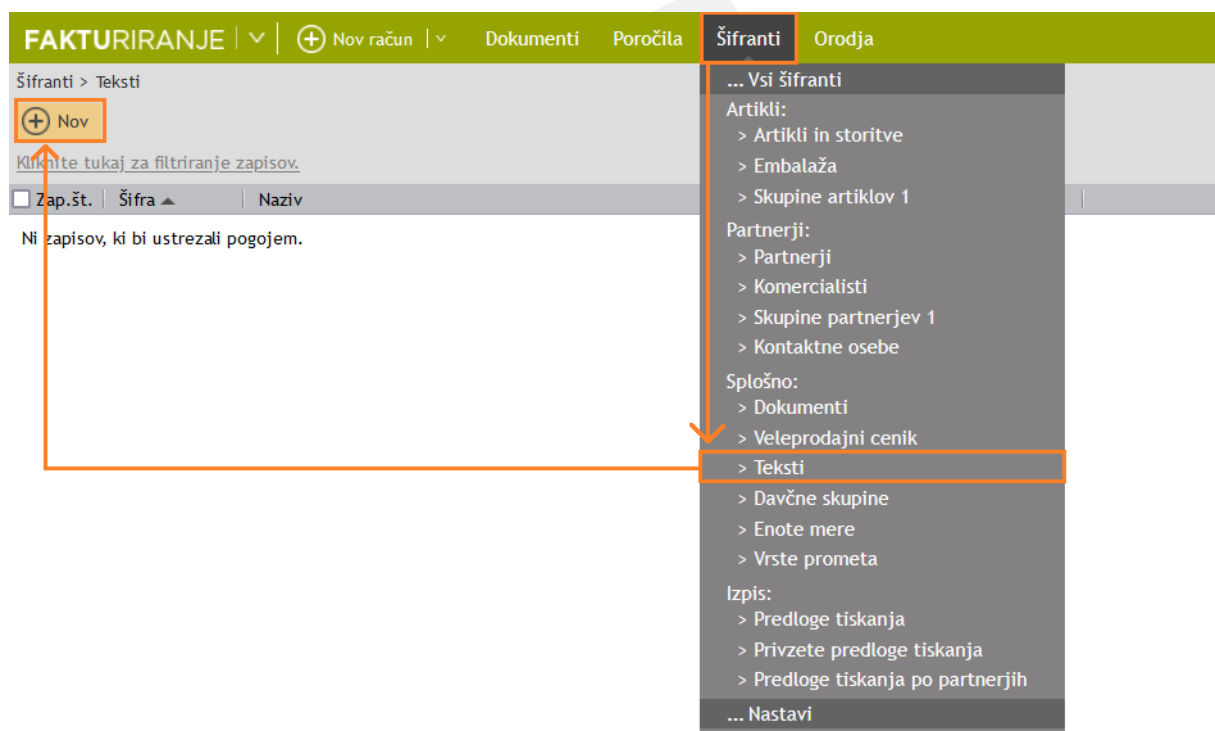 FAKTURIRANJE Nov račun Dokumenti Poročila Šifranti Orodja
Šifranti > Teksti
Nov
Kliknite tukaj za filtriranje zapisov.
Zap.št. Šifra Naziv
Ni zapisov, ki bi ustrezali pogojem.
... Vsi šifranti
Artikli:
> Artikli in storitve
> Embalaža
> Skupine artiklov 1
Partnerji:
> Partnerji
> Komercialisti
> Skupine partnerjev 1
> Kontaktne osebe
Splošno:
> Dokumenti
> Veleprodajni cenik
> Teksti
> Davčne skupine
> Enote mere
> Vrste prometa
Izpis:
> Predloge tiskanja
> Privzete predloge tiskanja
> Predloge tiskanja po partnerjih
... Nastavi